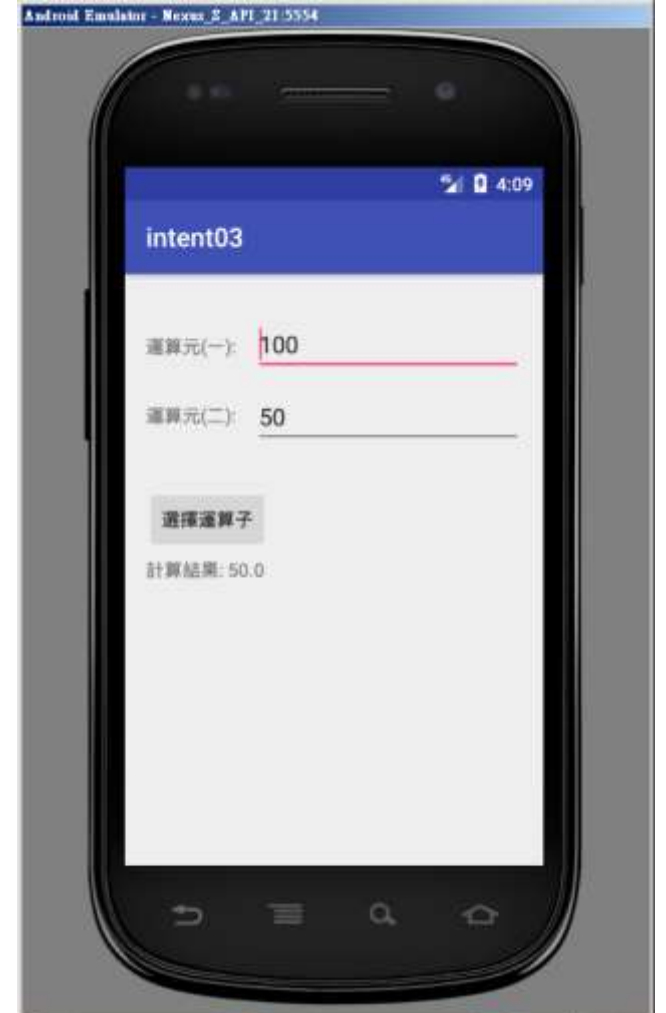 Android Emulator - Nexus_S_API_21:5554
4G 4:09
intent03
運算元(一): 100
運算元(二): 50
選擇運算子
計算結果: 50.0